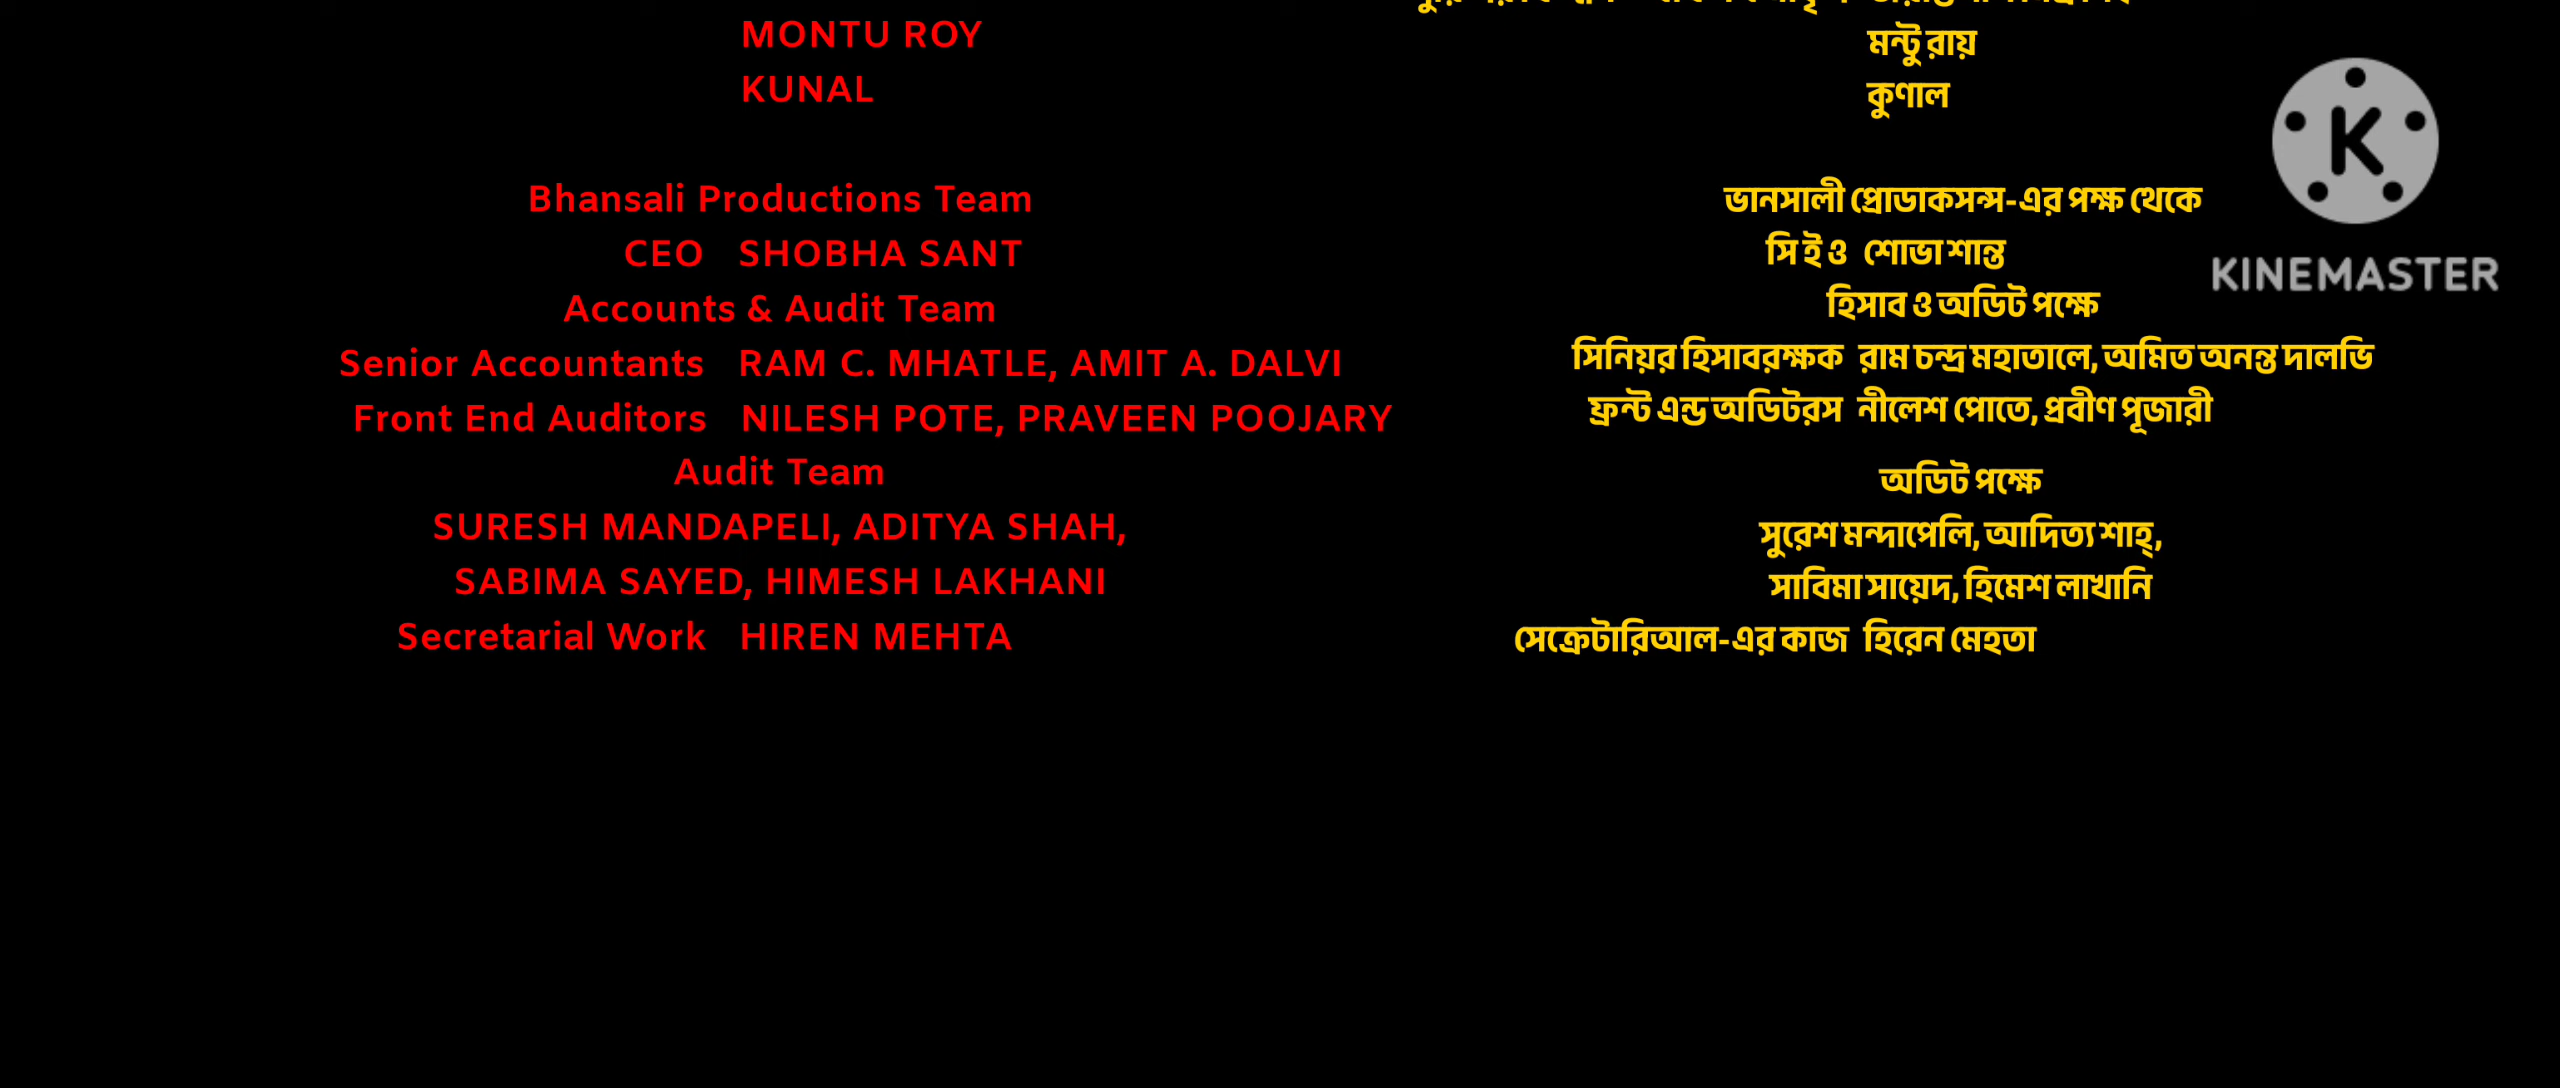 MONTU ROY
KUNAL
Bhansali Productions Team
CEO SHOBHA SANT
Accounts & Audit Team
Senior Accountants RAM C. MHATLE, AMIT A. DALVI
Front End Auditors NILESH POTE, PRAVEEN POOJARY
Audit Team
SURESH MANDAPELI, ADITYA SHAH,
SABIMA SAYED, HIMESH LAKHANI
Secretarial Work HIREN MEHTA
মন্টু রায়
কুণাল
ভানসালী প্রোডাকসন্স-এর পক্ষ থেকে
সি ই ও শোভা শান্ত
হিসাব ও অডিট পক্ষে
সিনিয়র হিসাবরক্ষক রাম চন্দ্র মহাতালে, অমিত অনন্ত দালভি
ফ্রন্ট এন্ড অডিটরস নীলেশ পোতে, প্রবীণ পূজারী
অডিট পক্ষে
সুরেশ মন্দাপেলি, আদিত্য শাহ্,
সাবিমা সায়েদ, হিমেশ লাখানি
সেক্রেটারিআল-এর কাজ হিরেন মেহতা
K
KINEMASTER